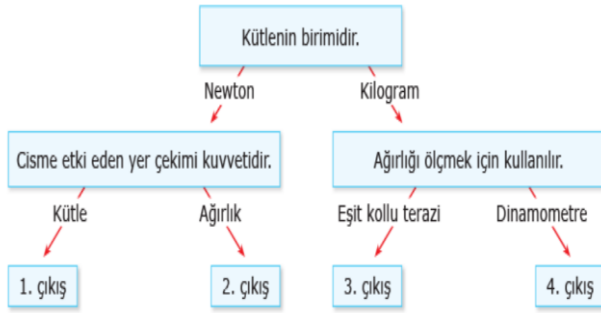 Kütlenin birimidir.
Newton
Kilogram
Cisme etki eden yer çekimi kuvvetidir.
Ağırlığı ölçmek için kullanılır.
Kütle
Ağırlık
Eşit kollu terazi
Dinamometre
1. çıkış
2. çıkış
3. çıkış
4. çıkış